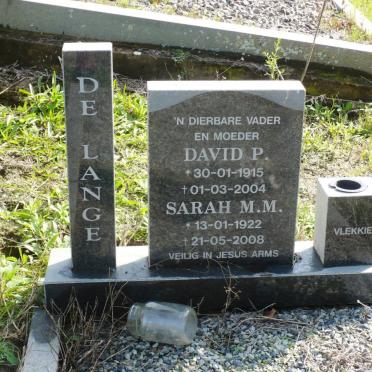 DE LANGE
'N DIERBARE VADER
EN MOEDER
DAVID P.
*30-01-1915
†01-03-2004
SARAH M.M.
*13-01-1922
†21-05-2008
VEILIG IN JESUS ARMS
VLEKKIE